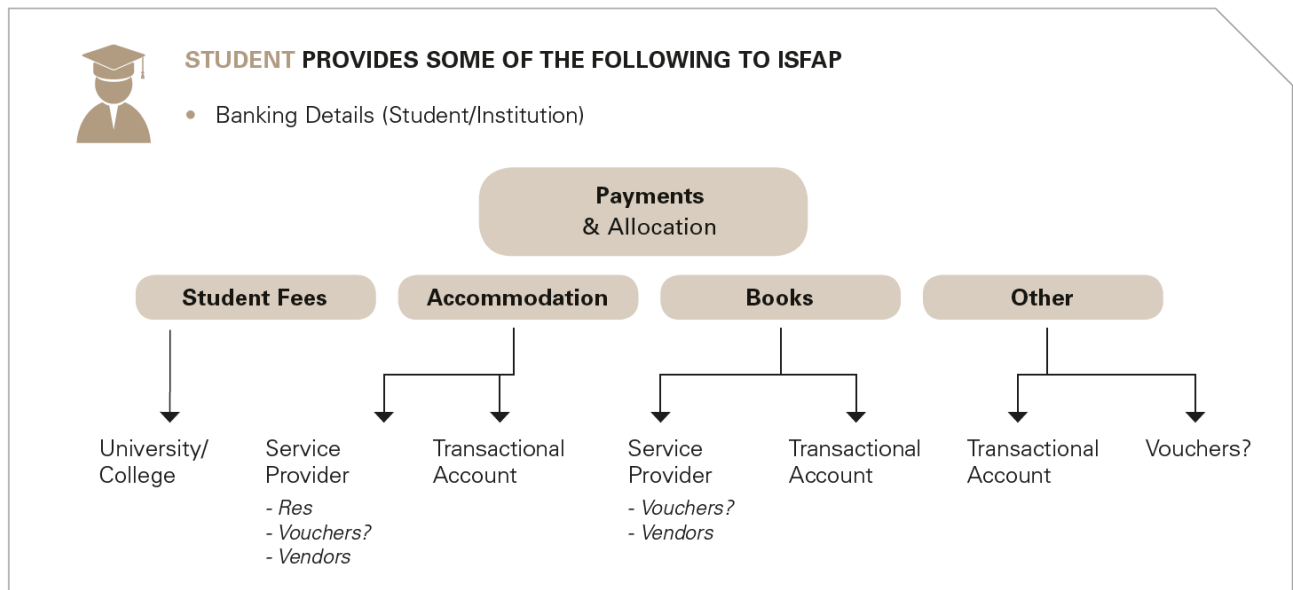 STUDENT PROVIDES SOME OF THE FOLLOWING TO ISFAP
• Banking Details (Student/Institution)
Payments
& Allocation
Student Fees
Accommodation
Books
Other
University/
College
Service
Provider
- Res
- Vouchers?
- Vendors
Transactional
Account
Service
Provider
- Vouchers?
- Vendors
Transactional
Account
Transactional
Account
Vouchers?